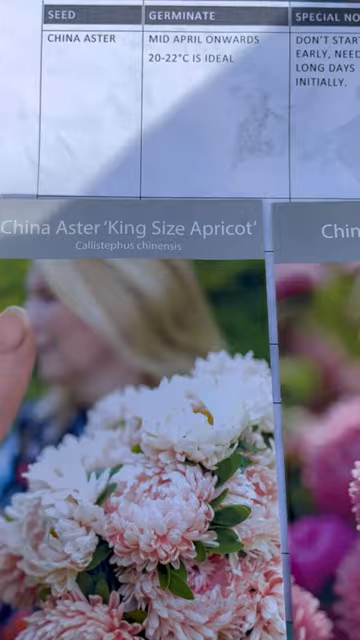 SEED
GERMINATE
SPECIAL NO
CHINA ASTER
MID APRIL ONWARDS
20-22°C IS IDEAL
DON'T START
EARLY, NEED
LONG DAYS
INITIALLY.
China Aster 'King Size Apricot'
Callistephus chinensis
Chin